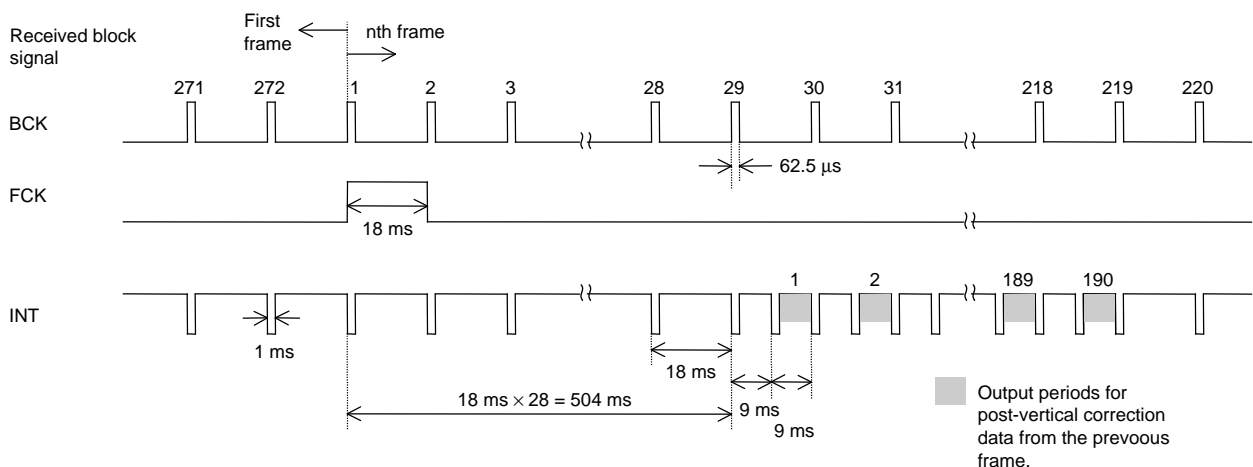 Received block
signal
First
frame
nth frame
271 272 1 2 3 28 29 30 31 218 219 220
BCK
62.5 µs
FCK
18 ms
1 2 189 190
INT
1 ms
18 ms
18 ms × 28 = 504 ms
9 ms
9 ms
Output periods for
post-vertical correction
data from the prevoous
frame.